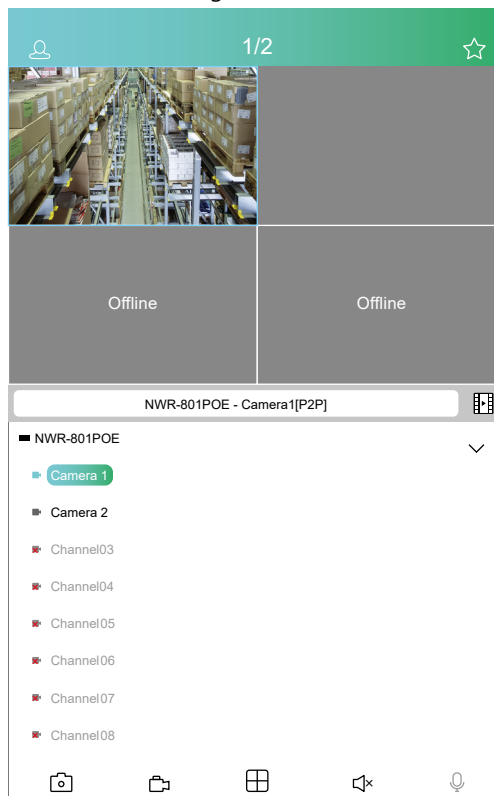 1/2
Offline
Offline
NWR-801POE - Camera1[P2P]
NWR-801POE
Camera 1
Camera 2
Channel03
Channel04
Channel05
Channel06
Channel07
Channel08